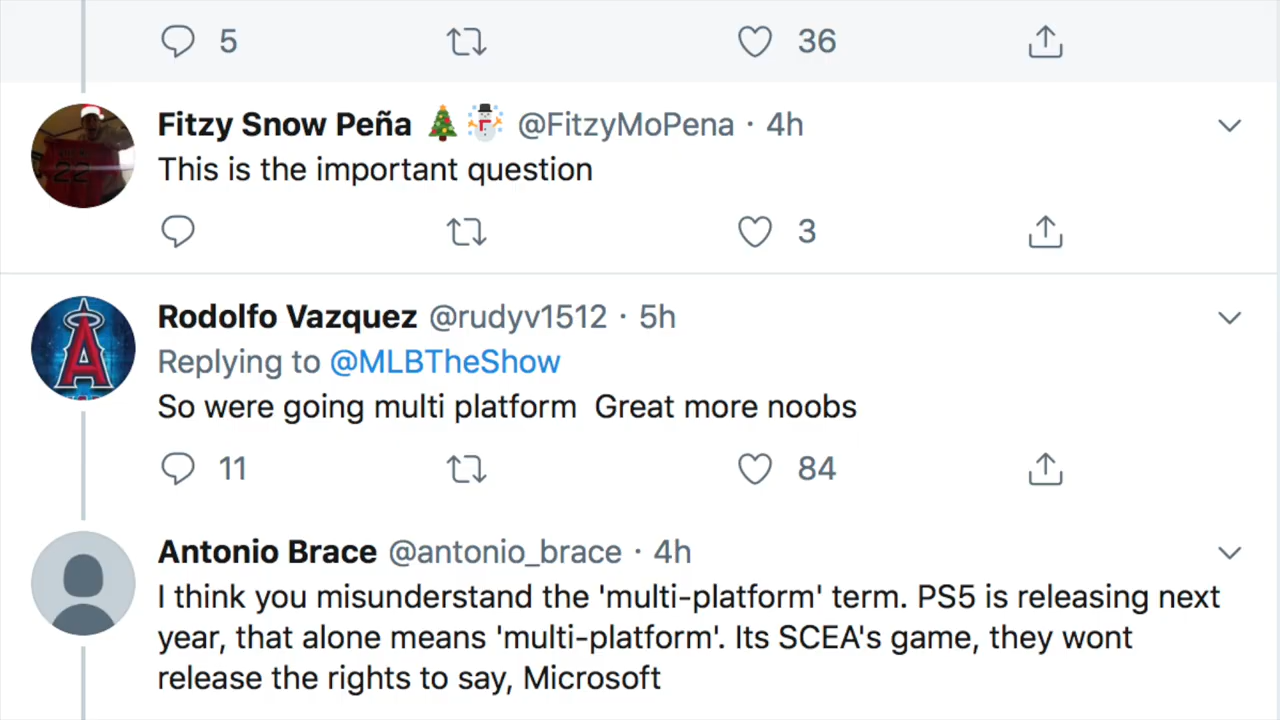 5 36
Fitzy Snow Peña 🎄☃️ @FitzyMoPena · 4h
This is the important question
3
Rodolfo Vazquez @rudyv1512 · 5h
Replying to @MLBTheShow
So were going multi platform  Great more noobs
11 84
Antonio Brace @antonio_brace · 4h
I think you misunderstand the 'multi-platform' term. PS5 is releasing next
year, that alone means 'multi-platform'. Its SCEA's game, they wont
release the rights to say, Microsoft